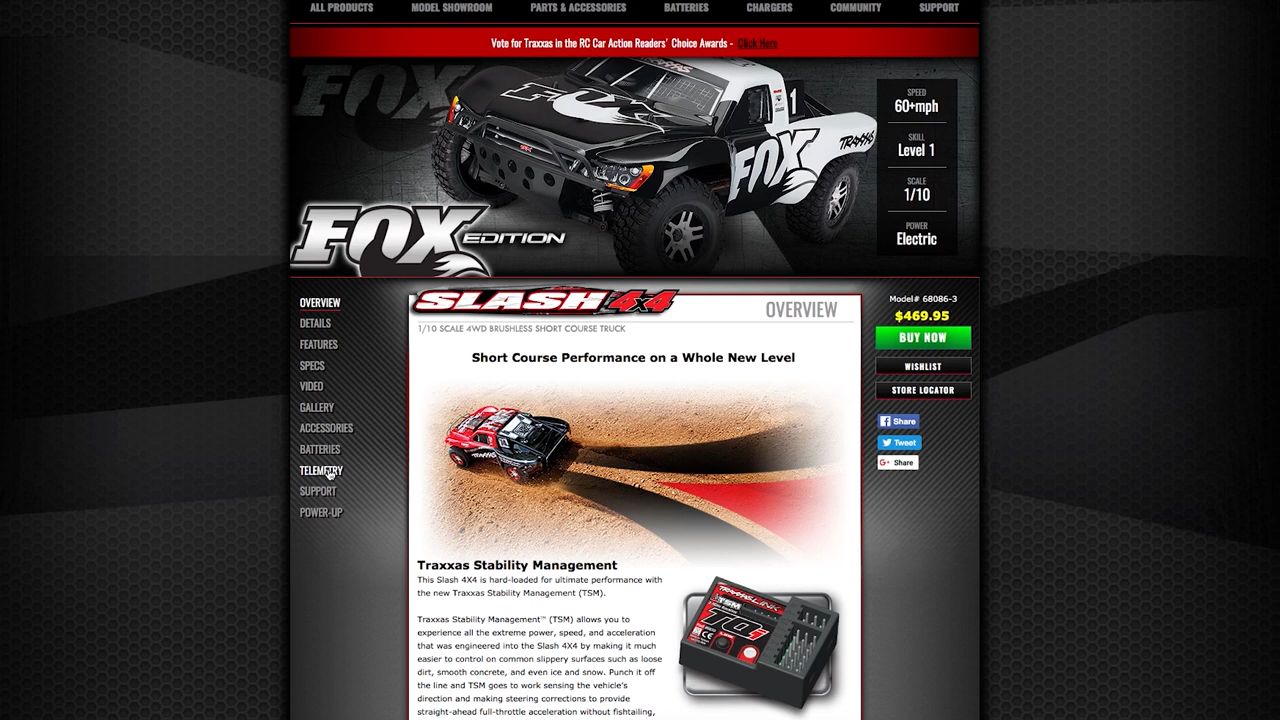 ALL PRODUCTS MODEL SHOWROOM PARTS & ACCESSORIES BATTERIES CHARGERS COMMUNITY SUPPORT
Vote for Traxxas in the RC Car Action Readers' Choice Awards - Click Here
FOX
FOX
1
TRAXXAS
FOX
EDITION
SPEED
60+mph
SKILL
Level 1
SCALE
1/10
POWER
Electric
OVERVIEW
DETAILS
FEATURES
SPECS
VIDEO
GALLERY
ACCESSORIES
BATTERIES
TELEMETRY
SUPPORT
POWER-UP
SLASH 4x4
OVERVIEW
1/10 SCALE 4WD BRUSHLESS SHORT COURSE TRUCK
Short Course Performance on a Whole New Level
TRAXXAS
Traxxas Stability Management
This Slash 4X4 is hard-loaded for ultimate performance with
the new Traxxas Stability Management (TSM).
Traxxas Stability Management™ (TSM) allows you to
experience all the extreme power, speed, and acceleration
that was engineered into the Slash 4X4 by making it much
easier to control on common slippery surfaces such as loose
dirt, smooth concrete, and even ice and snow. Punch it off
the line and TSM goes to work sensing the vehicle's
direction and making steering corrections to provide
straight-ahead full-throttle acceleration without fishtailing,
TRAXXAS LINK
TSM
TQi
Model# 68086-3
$469.95
BUY NOW
WISHLIST
STORE LOCATOR
Share
Tweet
G+ Share